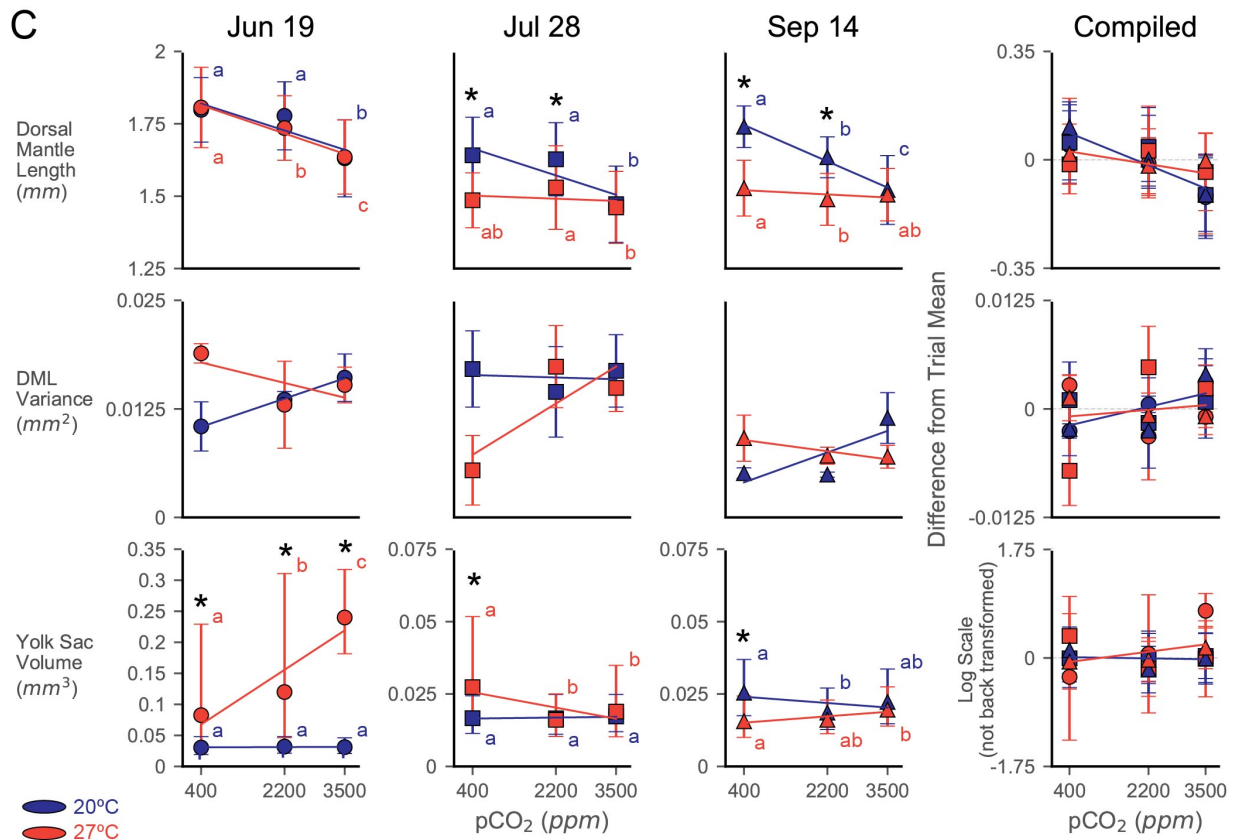 C
Jun 19
Jul 28
Sep 14
Compiled
Dorsal
Mantle
Length
(mm)
2
1.75
1.5
1.25
a
a
b
a
b
c
*
*
a
a
b
ab
a
b
*
*
a
b
c
a
b
ab
0.35
0
-0.35
DML
Variance
(mm²)
0.025
0.0125
0
Difference from Trial Mean
0.0125
0
-0.0125
Yolk Sac
Volume
(mm³)
0.35
0.3
0.25
0.2
0.15
0.1
0.05
0
*
*
*
a
b
c
a
a
a
0.075
0.05
0.025
0
*
a
b
b
a
a
a
0.075
0.05
0.025
0
*
a
b
ab
a
ab
b
Log Scale
(not back transformed)
1.75
0
-1.75
400 2200 3500
400 2200 3500
400 2200 3500
400 2200 3500
20ºC
27ºC
pCO₂ (ppm)
pCO₂ (ppm)